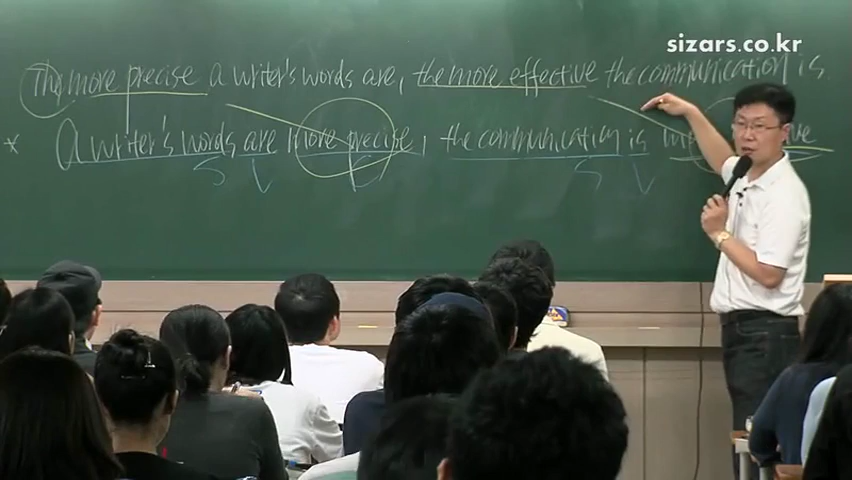 sizars.co.kr
The more precise a writer's words are, the more effective the communication is.
* A writer's words are more precise, the communication is
S V C S V